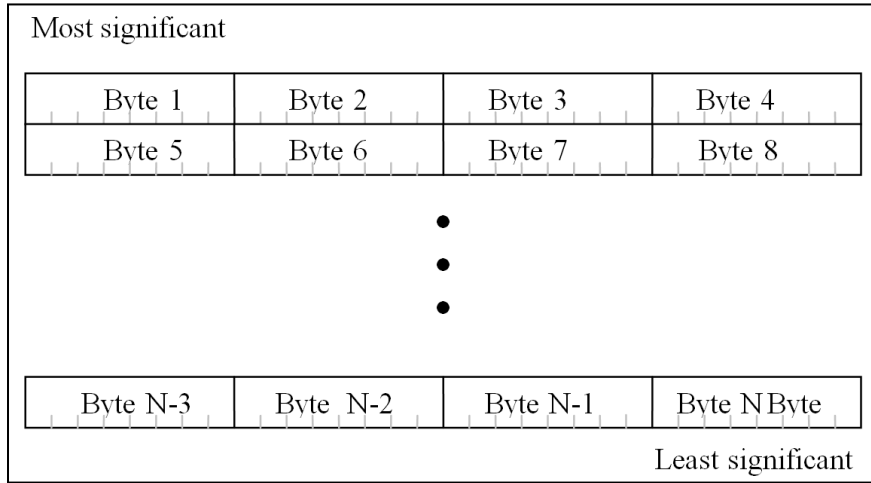 Most significant
Byte 1 Byte 2 Byte 3 Byte 4
Byte 5 Byte 6 Byte 7 Byte 8
Byte N-3 Byte N-2 Byte N-1 Byte N Byte
Least significant